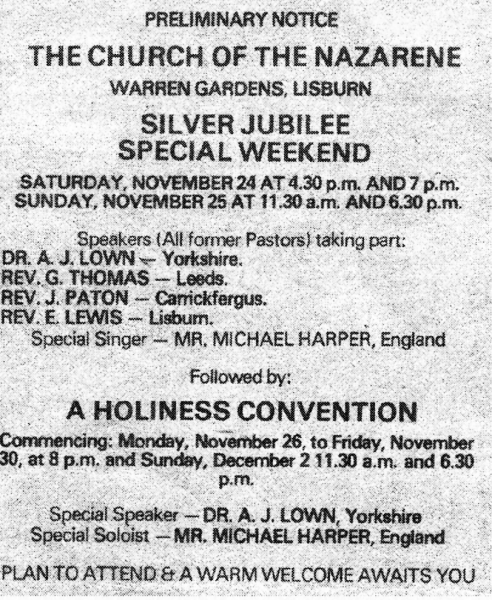 PRELIMINARY NOTICE
THE CHURCH OF THE NAZARENE
WARREN GARDENS, LISBURN
SILVER JUBILEE
SPECIAL WEEKEND
SATURDAY, NOVEMBER 24 AT 4.30 p.m. AND 7 p.m.
SUNDAY, NOVEMBER 25 AT 11.30 a.m. AND 6.30 p.m.
Speakers (All former Pastors) taking part:
DR. A. J. LOWN — Yorkshire.
REV. G. THOMAS — Leeds.
REV. J. PATON — Carrickfergus.
REV. E. LEWIS — Lisburn.
Special Singer — MR. MICHAEL HARPER, England
Followed by:
A HOLINESS CONVENTION
Commencing: Monday, November 26, to Friday, November
30, at 8 p.m. and Sunday, December 2 11.30 a.m. and 6.30
p.m.
Special Speaker — DR. A. J. LOWN, Yorkshire
Special Soloist — MR. MICHAEL HARPER, England
PLAN TO ATTEND & A WARM WELCOME AWAITS YOU